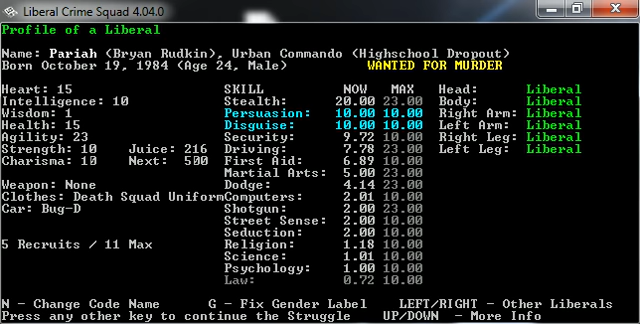 Liberal Crime Squad 4.04.0
Profile of a Liberal
Name: Pariah (Bryan Rudkin), Urban Commando (Highschool Dropout)
Born October 19, 1984 (Age 24, Male) WANTED FOR MURDER
Heart: 15 SKILL NOW MAX Head: Liberal
Intelligence: 10 Stealth: 20.00 23.00 Body: Liberal
Wisdom: 1 Persuasion: 10.00 10.00 Right Arm: Liberal
Health: 15 Disguise: 10.00 10.00 Left Arm: Liberal
Agility: 23 Security: 9.72 10.00 Right Leg: Liberal
Strength: 10 Juice: 216 Driving: 7.78 23.00 Left Leg: Liberal
Charisma: 10 Next: 500 First Aid: 6.89 10.00
Martial Arts: 5.00 23.00
Weapon: None Dodge: 4.14 23.00
Clothes: Death Squad UniformComputers: 2.01 10.00
Car: Bug-D Shotgun: 2.00 23.00
Street Sense: 2.00 10.00
Seduction: 2.00 10.00
5 Recruits / 11 Max Religion: 1.18 10.00
Science: 1.01 10.00
Psychology: 1.00 10.00
Law: 0.72 10.00
N - Change Code Name G - Fix Gender Label LEFT/RIGHT - Other Liberals
Press any other key to continue the Struggle UP/DOWN - More Info